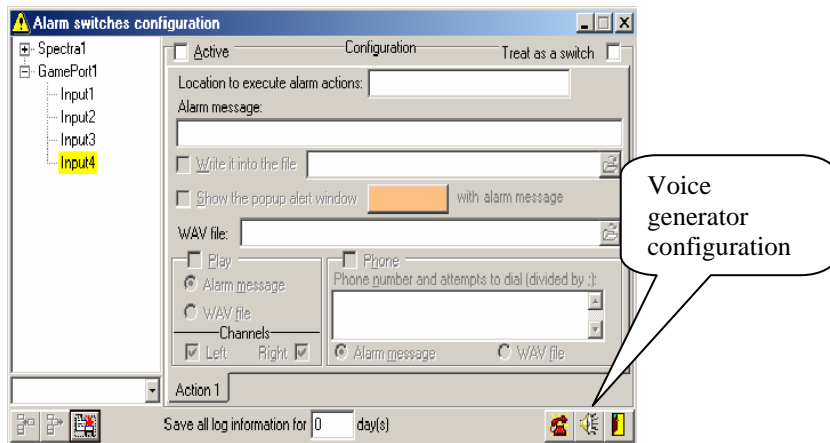 Alarm switches configuration
Spectra1
GamePort1
Input1
Input2
Input3
Input4
Active
Configuration
Treat as a switch
Location to execute alarm actions:
Alarm message:
Write it into the file
Show the popup alert window
with alarm message
WAV file:
Play
Alarm message
WAV file
Channels
Left
Right
Phone
Phone number and attempts to dial (divided by ;):
Alarm message
WAV file
Action 1
Save all log information for 0 day(s)
Voice
generator
configuration